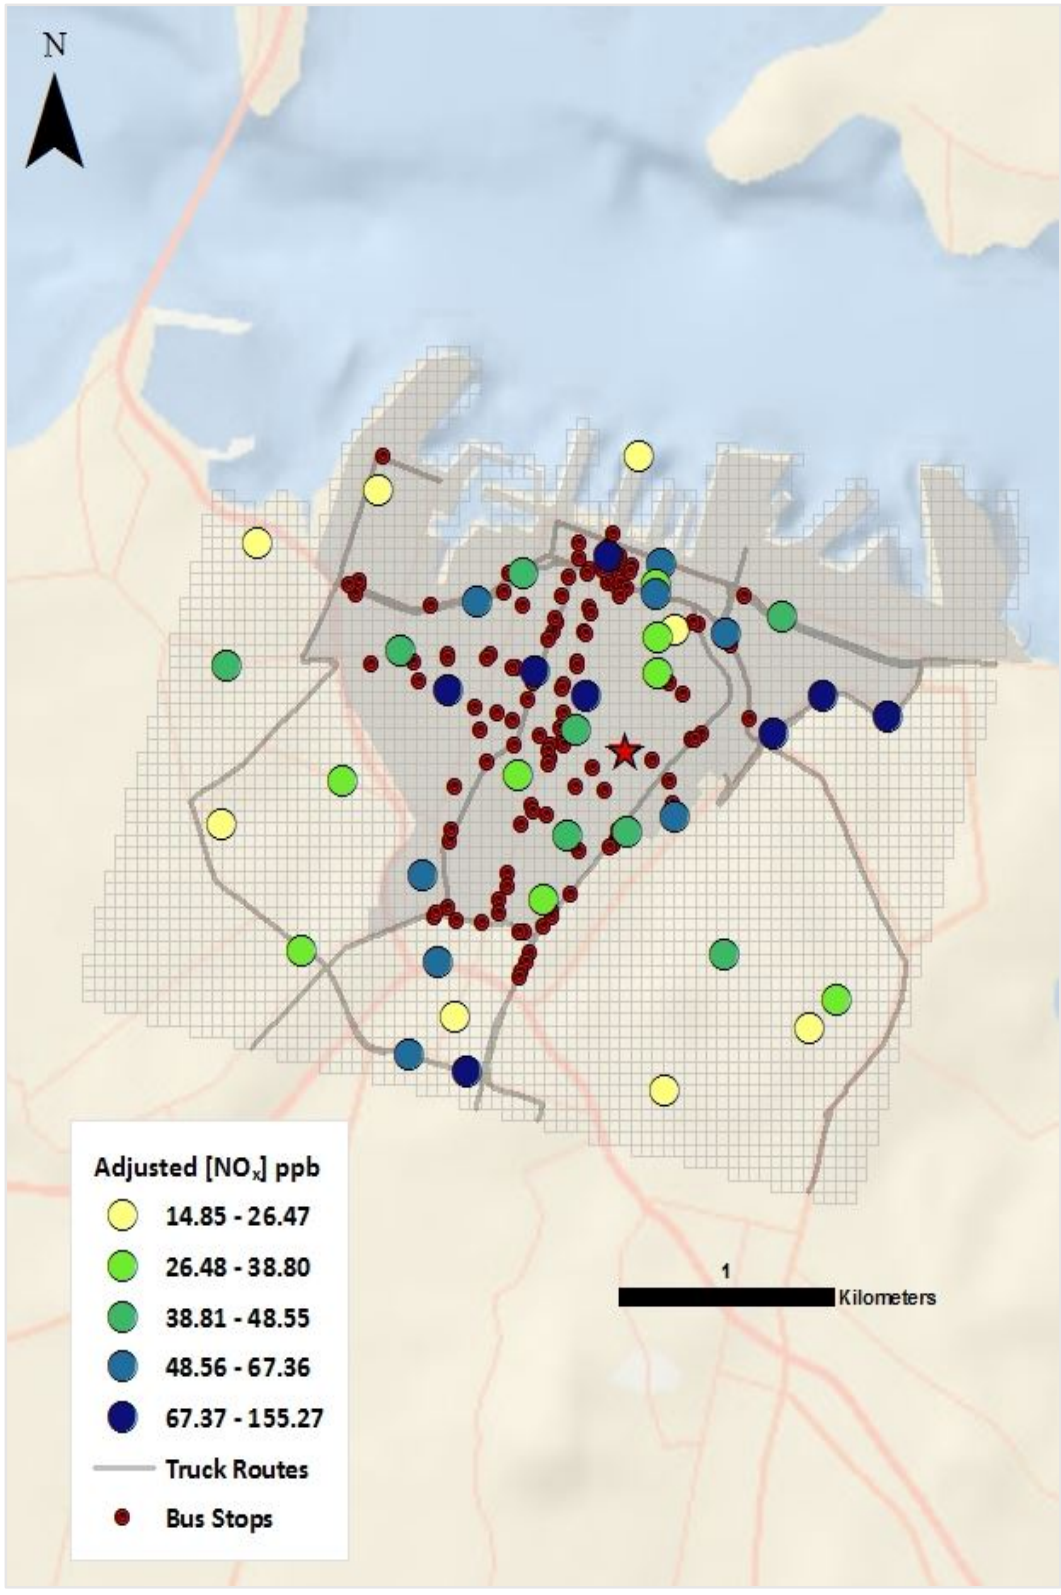 N
Adjusted [NOx] ppb
14.85 - 26.47
26.48 - 38.80
38.81 - 48.55
48.56 - 67.36
67.37 - 155.27
Truck Routes
Bus Stops
1
Kilometers